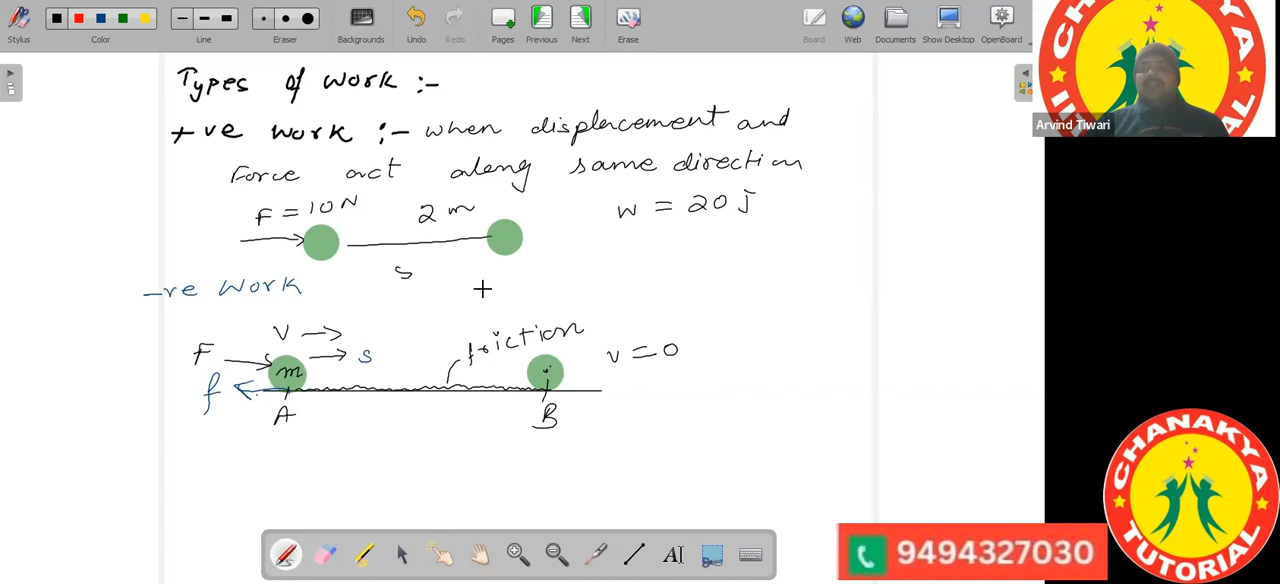 Stylus
Color
Line
Eraser
Backgrounds
Undo
Redo
Pages
Previous
Next
Erase
Board
Web
Documents
Show Desktop
OpenBoard
Types of work :-
+ve work :- when displacement and
Force act along same direction
F = 10 N
2 m
w = 20 J
s
-ve work
V
friction
F
s
v = 0
m
f
A
B
Arvind Tiwari
CHANAKYA
TUTORIAL
9494327030
AI